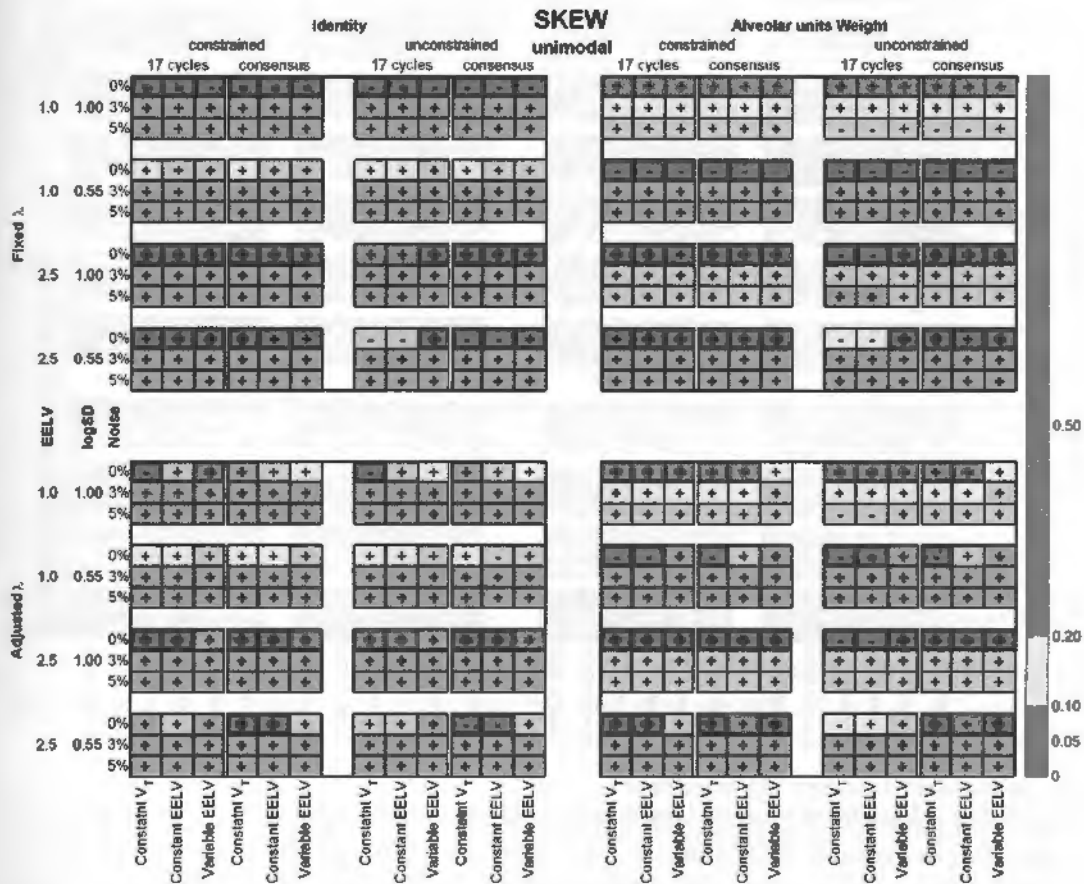 SKEW
unimodal
Identity
Alveolar units Weight
constrained
unconstrained
constrained
unconstrained
17 cycles consensus
17 cycles consensus
17 cycles consensus
17 cycles consensus
Fixed λ
1.0 1.00
0%
3%
5%
1.0 0.55
0%
3%
5%
2.5 1.00
0%
3%
5%
2.5 0.55
0%
3%
5%
EELV logSD Noise
Adjusted λ
1.0 1.00
0%
3%
5%
1.0 0.55
0%
3%
5%
2.5 1.00
0%
3%
5%
2.5 0.55
0%
3%
5%
0.50
0.20
0.10
0.05
0
Constatnt VT
Constant EELV
Variable EELV
Constatnt VT
Constant EELV
Variable EELV
Constatnt VT
Constant EELV
Variable EELV
Constatnt VT
Constant EELV
Variable EELV
Constatnt VT
Constant EELV
Variable EELV
Constatnt VT
Constant EELV
Variable EELV
Constatnt VT
Constant EELV
Variable EELV
Constatnt VT
Constant EELV
Variable EELV